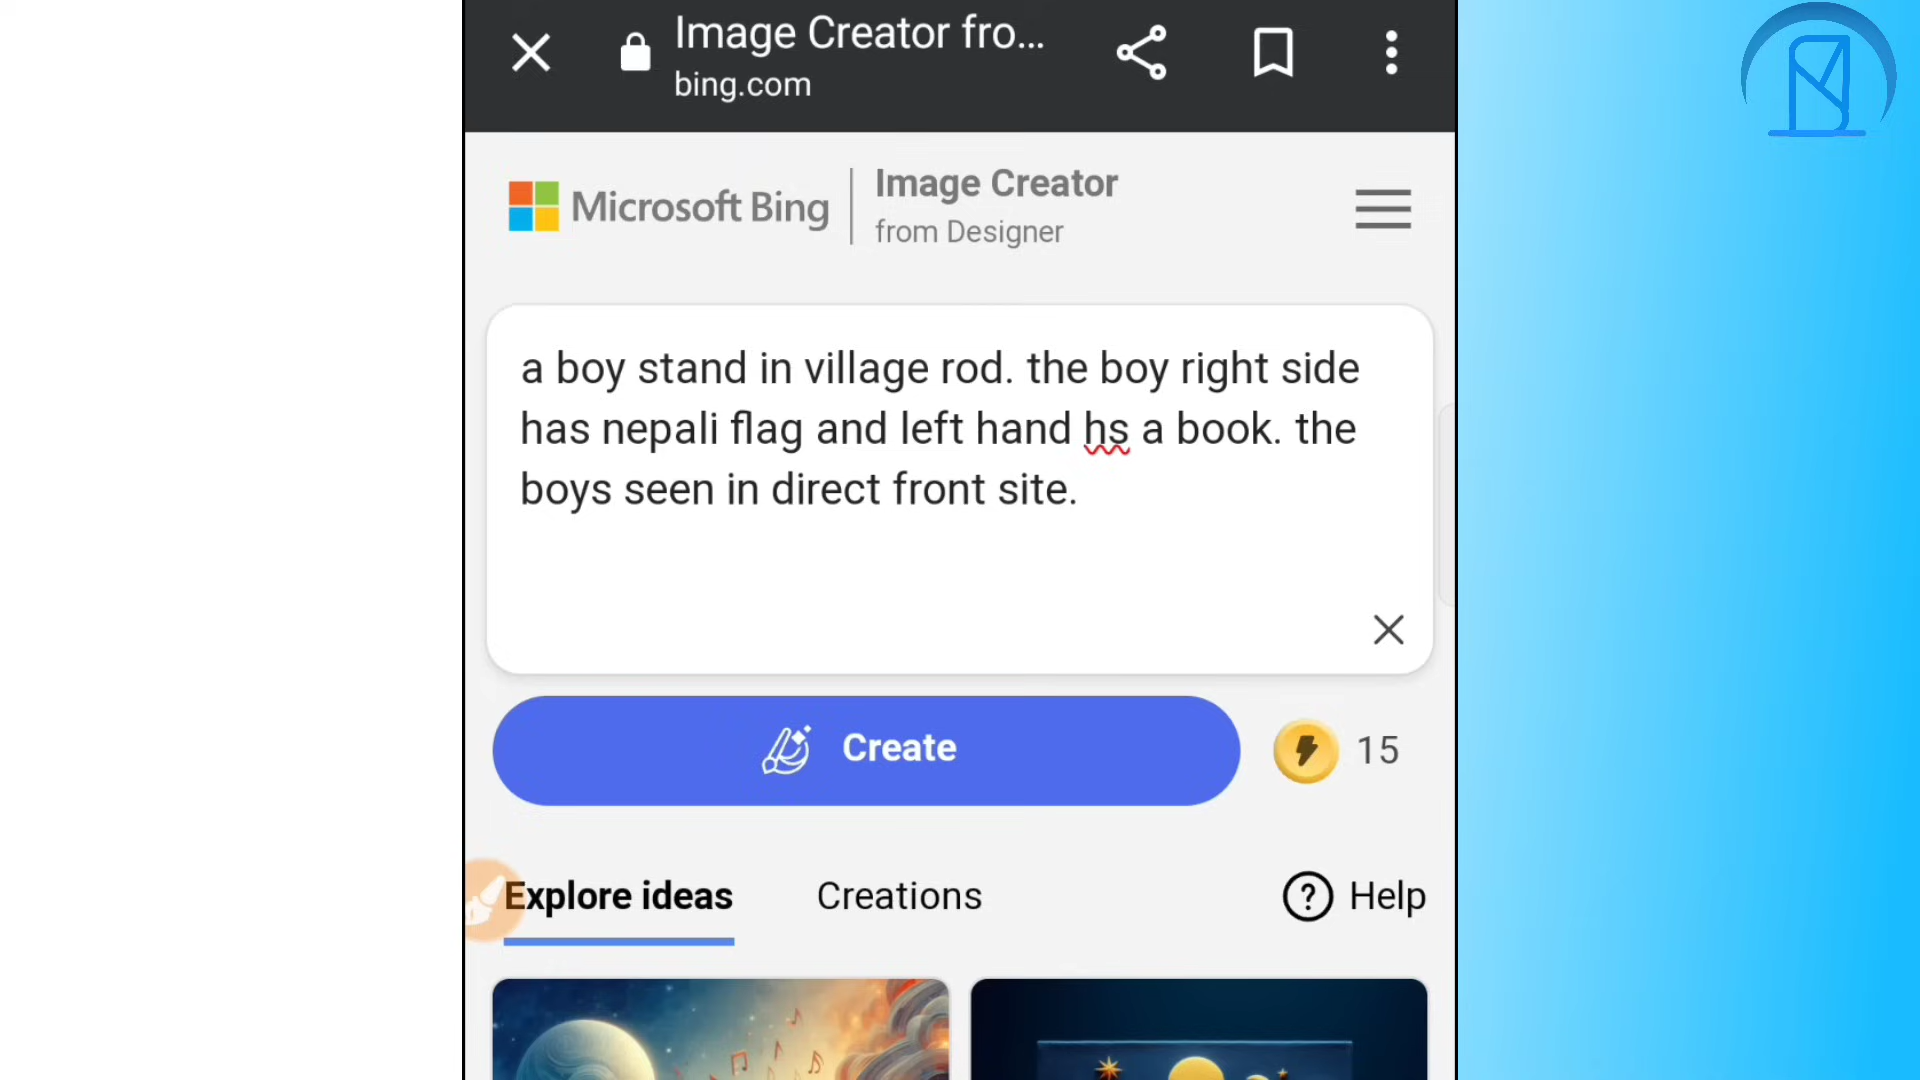 Image Creator fro...
bing.com
Microsoft Bing
Image Creator
from Designer
a boy stand in village rod. the boy right side
has nepali flag and left hand hs a book. the
boys seen in direct front site.
Create
15
Explore ideas
Creations
Help